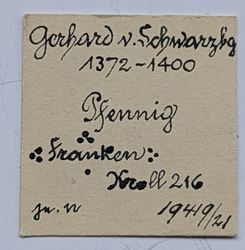 Gerhard v. Schwarzbg
1372-1400
Pfennig
Franken
Kroll 216
1949/21